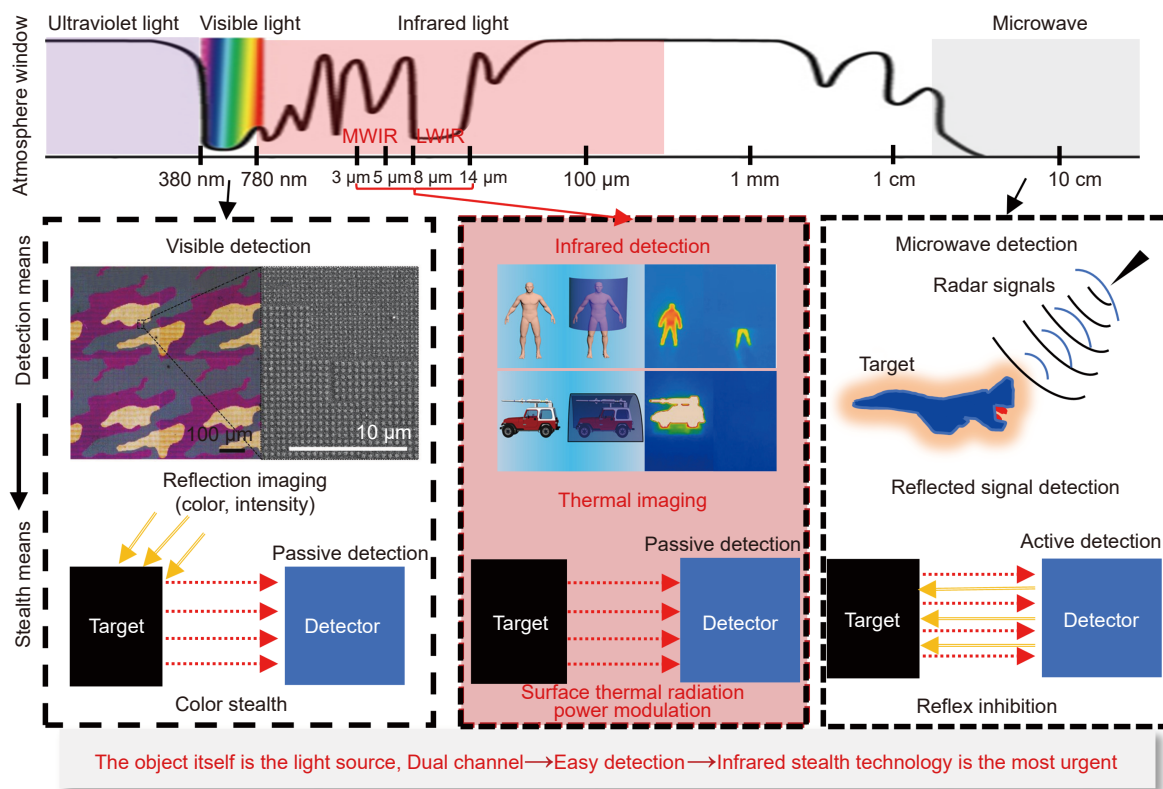 Ultraviolet light
Visible light
Infrared light
Microwave
Atmosphere window
MWIR
LWIR
380 nm
780 nm
3 μm
5 μm
8 μm
14 μm
100 μm
1 mm
1 cm
10 cm
Detection means
Stealth means
Visible detection
100 μm
10 μm
Reflection imaging
(color, intensity)
Passive detection
Target
Detector
Color stealth
Infrared detection
Thermal imaging
Passive detection
Target
Detector
Surface thermal radiation
power modulation
Microwave detection
Radar signals
Target
Reflected signal detection
Active detection
Target
Detector
Reflex inhibition
The object itself is the light source, Dual channel→Easy detection→Infrared stealth technology is the most urgent